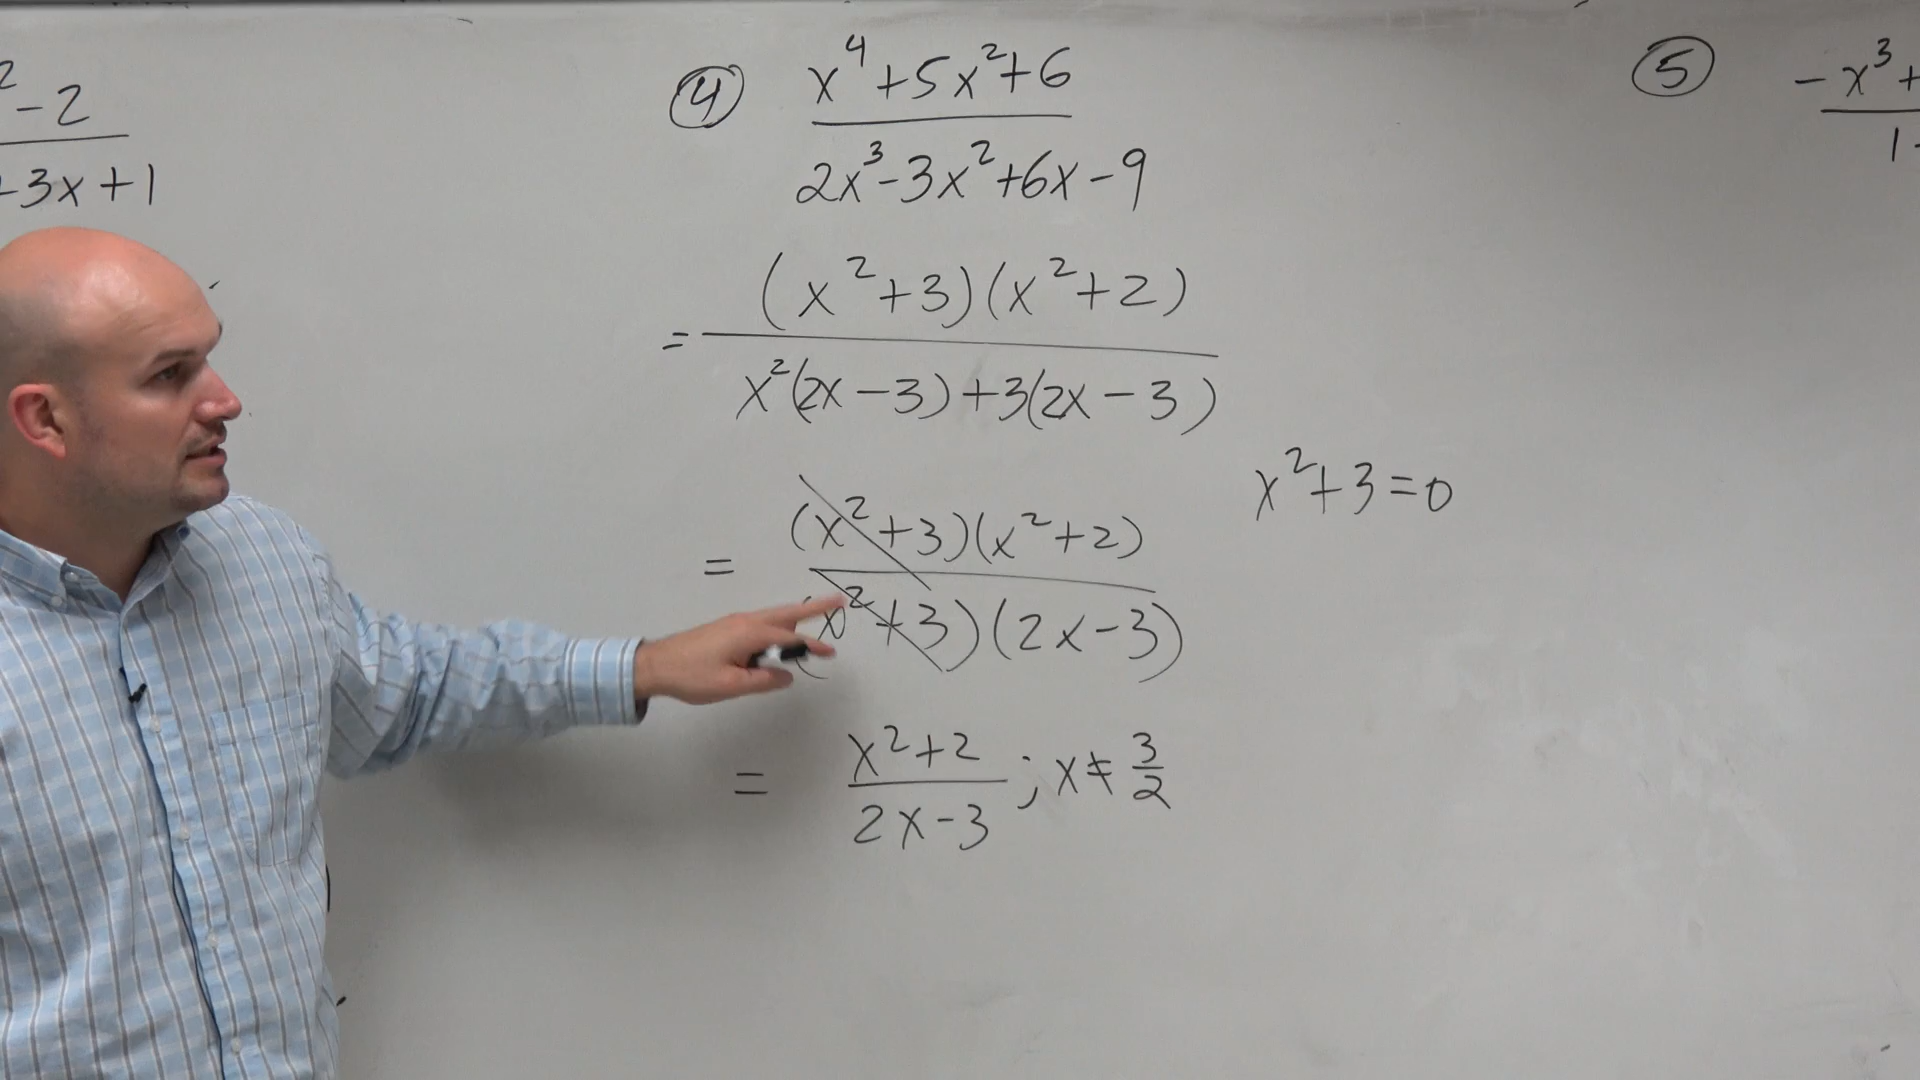 ² - 2
3x + 1
④ x⁴ + 5x² + 6
2x³ - 3x² + 6x - 9
(x² + 3)(x² + 2)
=
x²(2x - 3) + 3(2x - 3)
x² + 3 = 0
(x² + 3)(x² + 2)
=
(x² + 3)(2x - 3)
= x² + 2 ; x ≠ 3/2
2x - 3
⑤ -x³ +
1